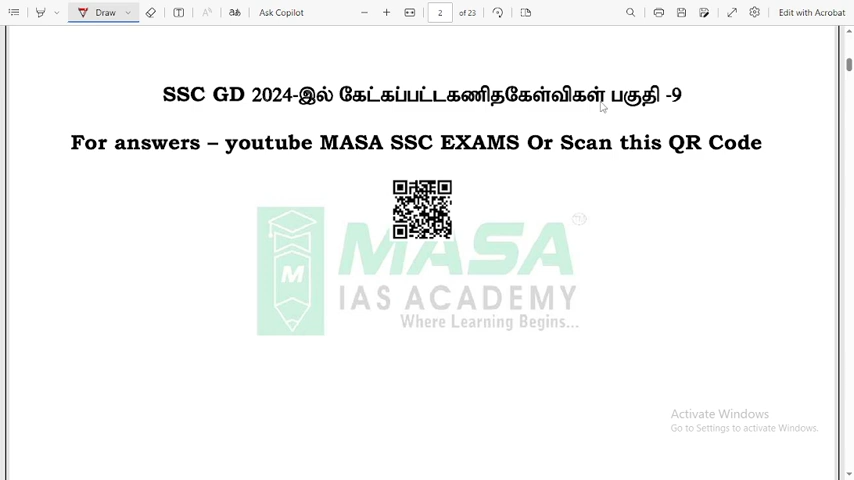 Draw
Ask Copilot
2 of 23
Edit with Acrobat
SSC GD 2024-இல் கேட்கப்பட்டகணிதகேள்விகள் பகுதி -9
For answers – youtube MASA SSC EXAMS Or Scan this QR Code
M
MASA
IAS ACADEMY
Where Learning Begins...
Activate Windows
Go to Settings to activate Windows.